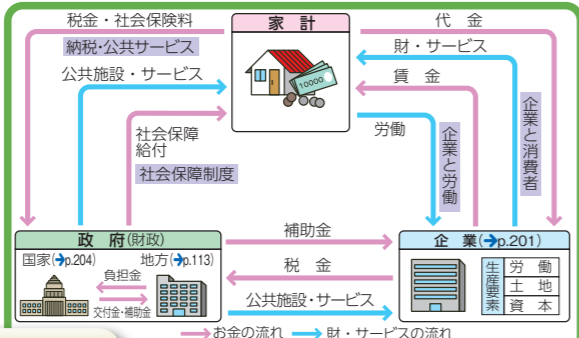 税金・社会保険料
家 計
代 金
納税・公共サービス
財・サービス
公共施設・サービス
10000
賃 金
社会保障
給付
労働
社会保障制度
企業と労働
企業と消費者
政 府(財政)
補助金
企 業(→p.201)
国家(→p.204)
地方(→p.113)
負担金
税 金
生産要素
労 働
土 地
資 本
交付金・補助金
公共施設・サービス
→お金の流れ →財・サービスの流れ